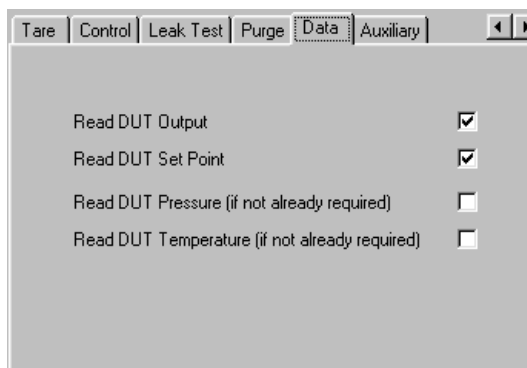 Tare Control Leak Test Purge Data Auxiliary
Read DUT Output
Read DUT Set Point
Read DUT Pressure (if not already required)
Read DUT Temperature (if not already required)